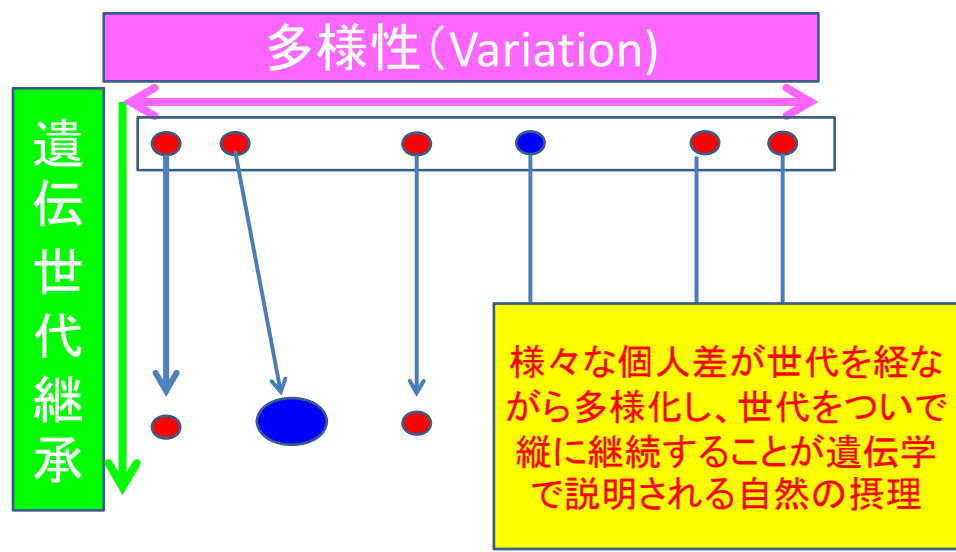 多様性(Variation)
遺伝世代継承
様々な個人差が世代を経な
がら多様化し、世代をついで
縦に継続することが遺伝学
で説明される自然の摂理